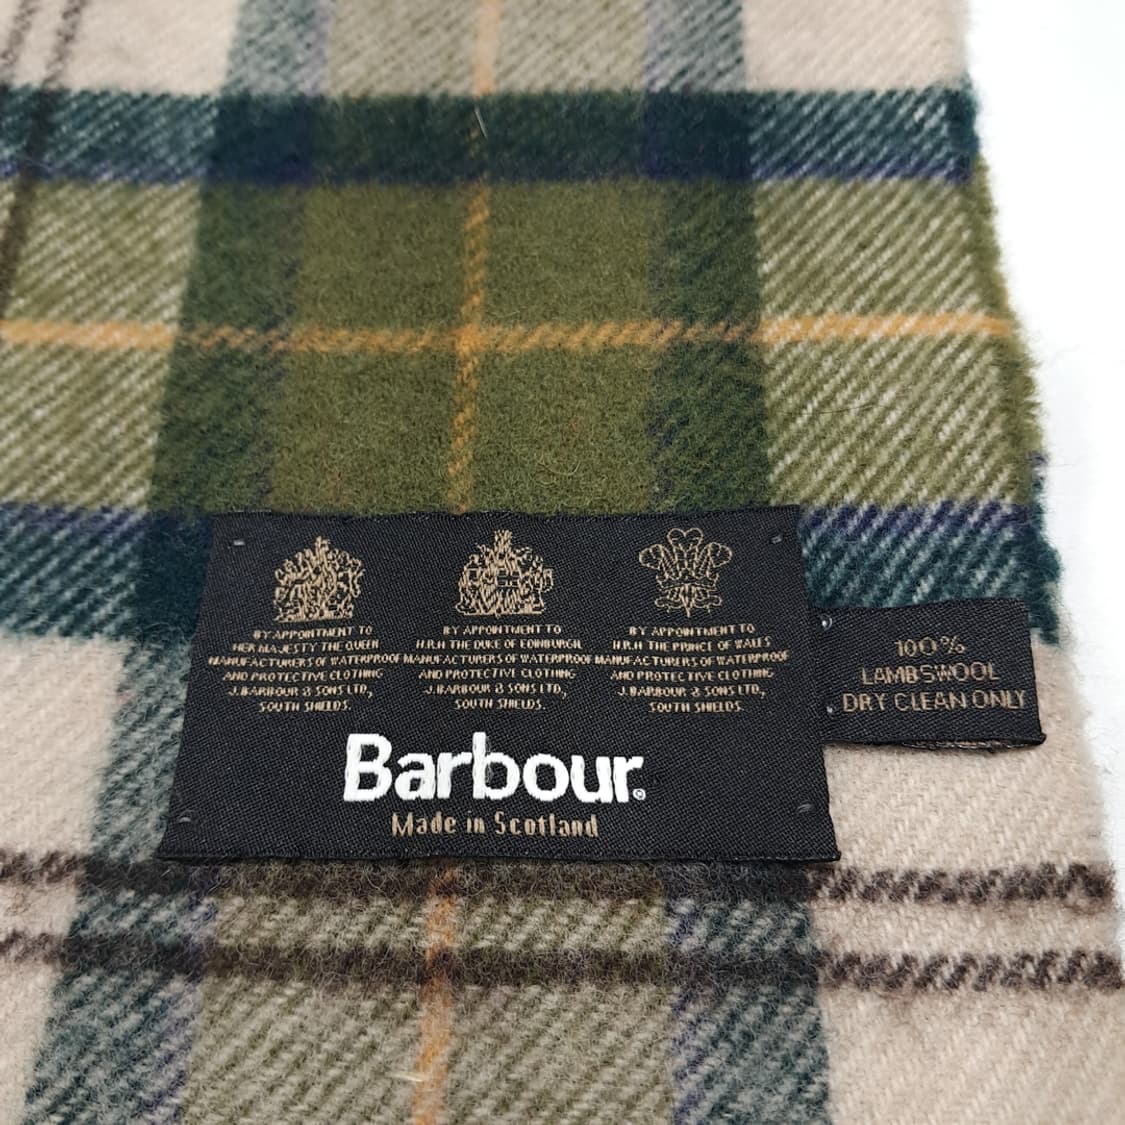 BY APPOINTMENT TO
HER MAJESTY THE QUEEN
MANUFACTURERS OF WATERPROOF
AND PROTECTIVE CLOTHING
J. BARBOUR & SONS LTD.,
SOUTH SHIELDS.
BY APPOINTMENT TO
H.R.H THE DUKE OF EDINBURGH
MANUFACTURERS OF WATERPROOF
AND PROTECTIVE CLOTHING
J. BARBOUR & SONS LTD.,
SOUTH SHIELDS.
BY APPOINTMENT TO
H.R.H THE PRINCE OF WALES
MANUFACTURERS OF WATERPROOF
AND PROTECTIVE CLOTHING
J. BARBOUR & SONS LTD.,
SOUTH SHIELDS.
Barbour®
Made in Scotland
100%
LAMBSWOOL
DRY CLEAN ONLY